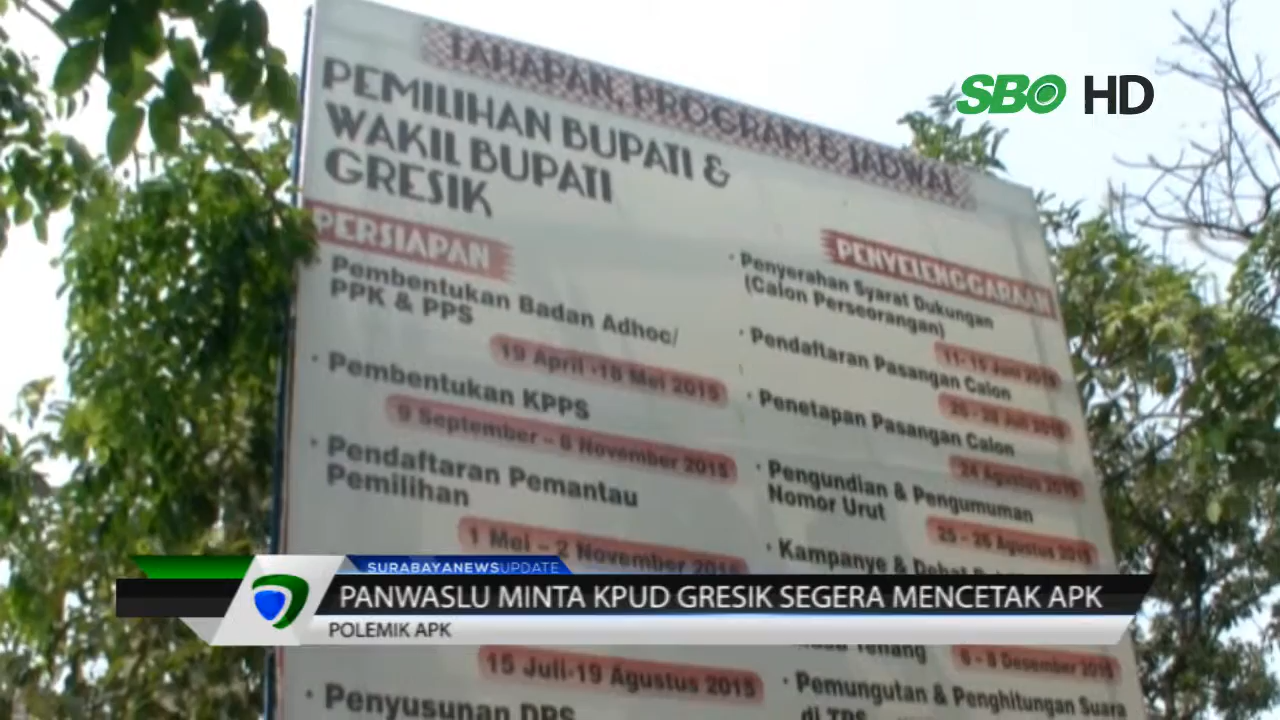 SBO HD
TAHAPAN, PROGRAM & JADWAL
PEMILIHAN BUPATI &
WAKIL BUPATI
GRESIK
PERSIAPAN
Pembentukan Badan Adhoc/
PPK & PPS
19 April -18 Mei 2015
· Pembentukan KPPS
9 September – 8 November 2015
· Pendaftaran Pemantau
Pemilihan
1 Mei – 2 November 2015
15 Juli-19 Agustus 2015
· Penyusunan DPS
PENYELENGGARAAN
· Penyerahan Syarat Dukungan
(Calon Perseorangan)
11- 15 Juni 2015
· Pendaftaran Pasangan Calon
26 - 28 Juli 2015
· Penetapan Pasangan Calon
24 Agustus 2015
· Pengundian & Pengumuman
Nomor Urut
25 - 26 Agustus 2015
· Kampanye & Debat
Tenang
6 - 8 Desember 2015
· Pemungutan & Penghitungan Suara
di TPS
SURABAYANEWSUPDATE
PANWASLU MINTA KPUD GRESIK SEGERA MENCETAK APK
POLEMIK APK